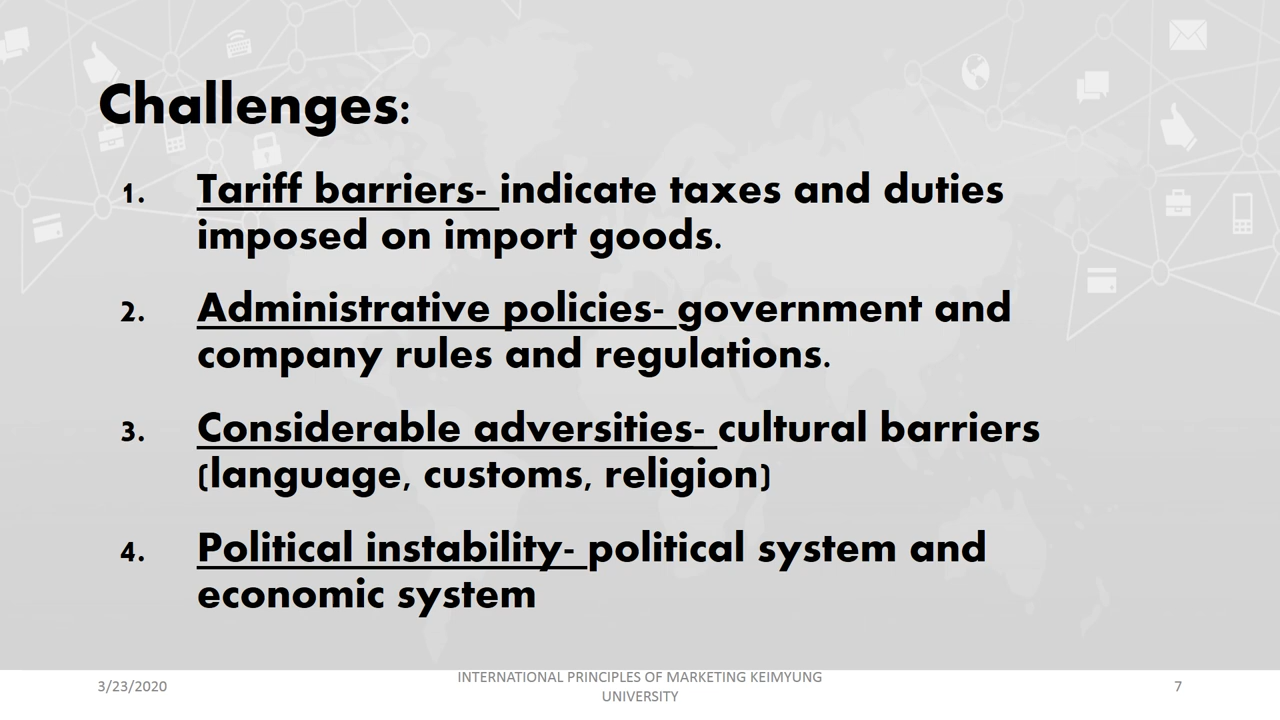 Challenges:
1. Tariff barriers- indicate taxes and duties
imposed on import goods.
2. Administrative policies- government and
company rules and regulations.
3. Considerable adversities- cultural barriers
(language, customs, religion)
4. Political instability- political system and
economic system
3/23/2020
INTERNATIONAL PRINCIPLES OF MARKETING KEIMYUNG
UNIVERSITY
7